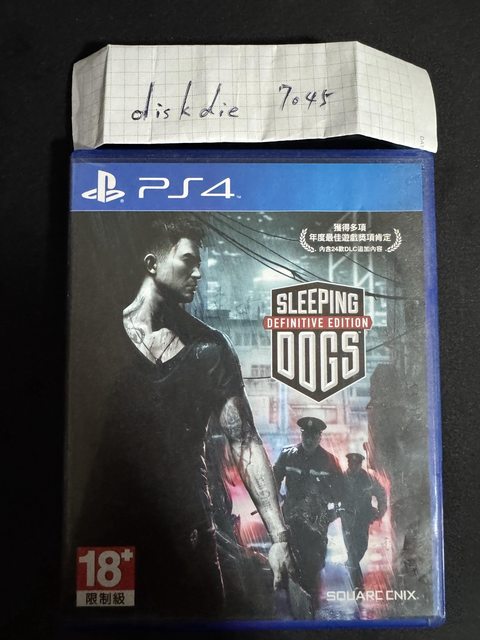 diskdie 7045
PS4
獲得多項
年度最佳遊戲獎項肯定
內含24款DLC追加內容
SLEEPING
DEFINITIVE EDITION
DOGS
18+
限制級
SQUARE ENIX